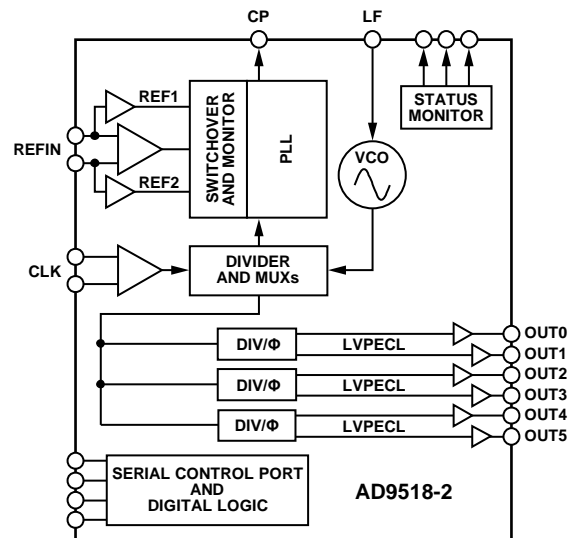 CP
LF
REF1
REFIN
REF2
SWITCHOVER
AND MONITOR
PLL
STATUS
MONITOR
VCO
CLK
DIVIDER
AND MUXs
DIV/Φ
LVPECL
OUT0
OUT1
DIV/Φ
LVPECL
OUT2
OUT3
DIV/Φ
LVPECL
OUT4
OUT5
SERIAL CONTROL PORT
AND
DIGITAL LOGIC
AD9518-2